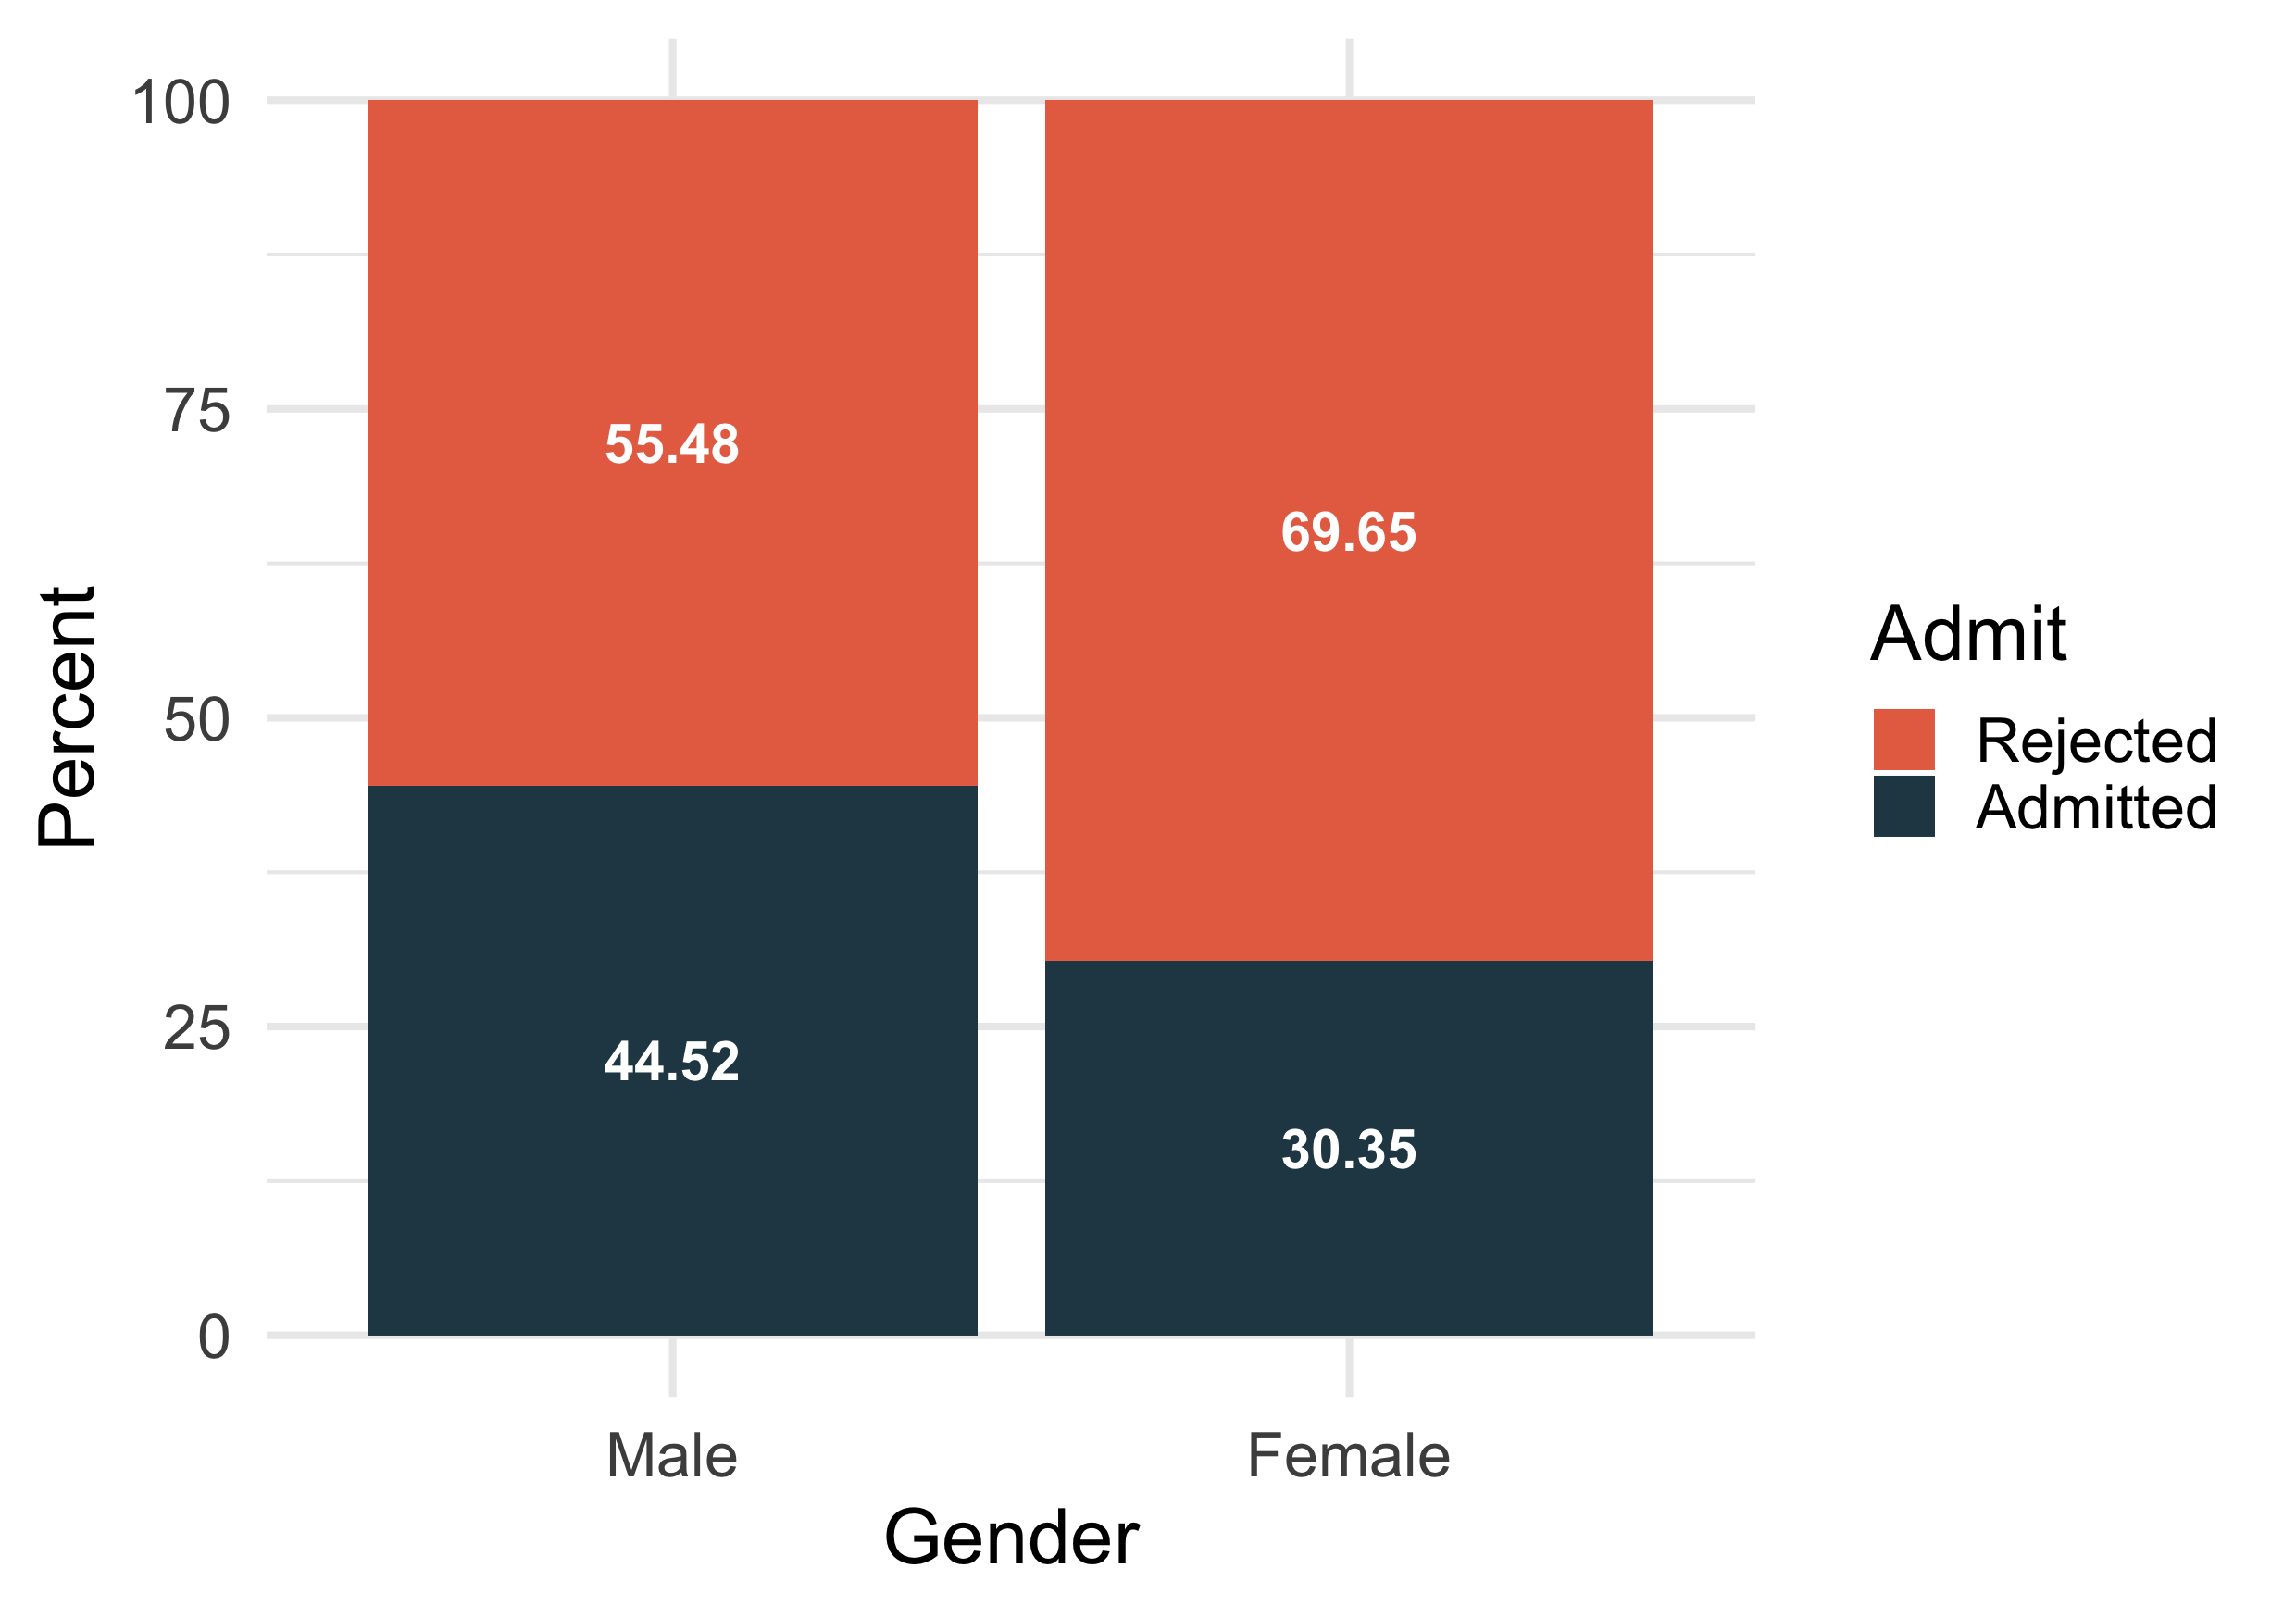 100
75
50
25
0
Percent
55.48
69.65
44.52
30.35
Male
Female
Gender
Admit
Rejected
Admitted